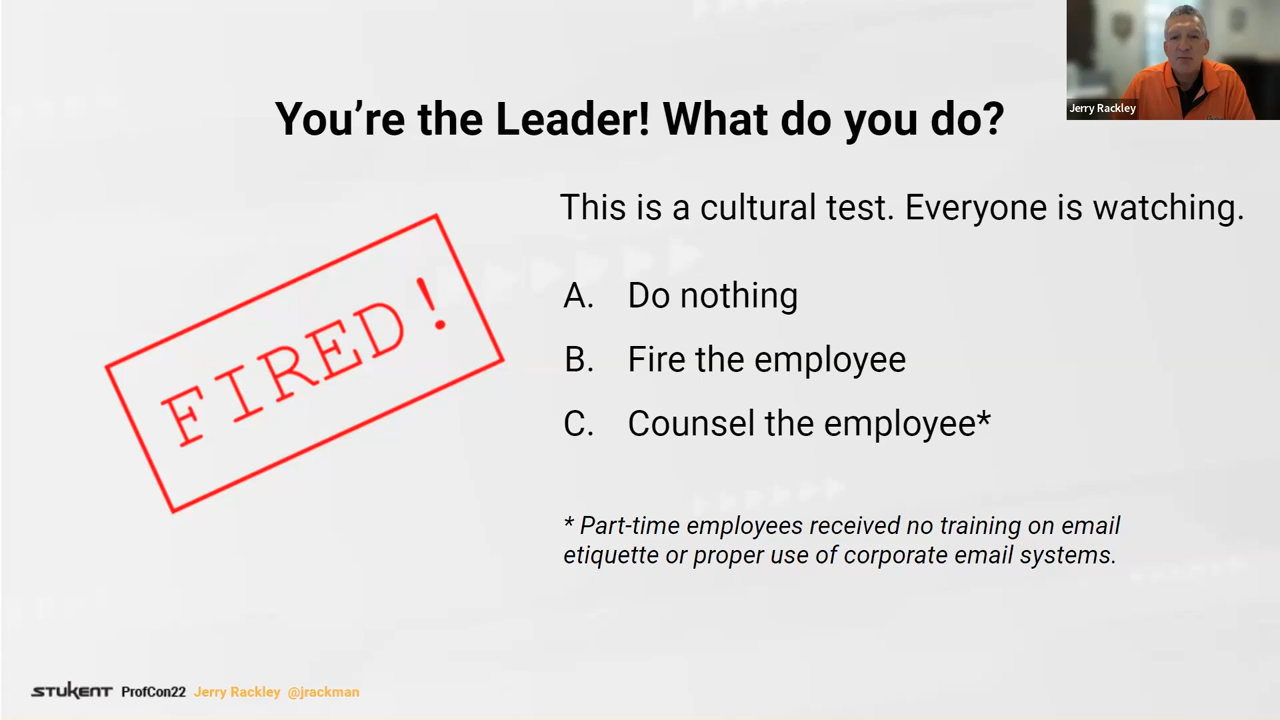 Jerry Rackley
You’re the Leader! What do you do?
This is a cultural test. Everyone is watching.
FIRED!
A. Do nothing
B. Fire the employee
C. Counsel the employee*
* Part-time employees received no training on email
etiquette or proper use of corporate email systems.
STUKENT ProfCon22 Jerry Rackley @jrackman